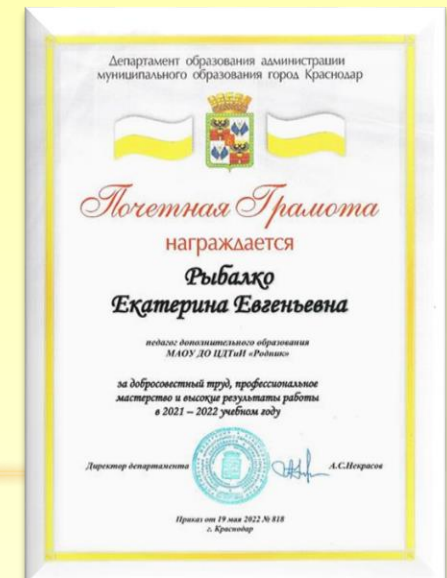 Департамент образования администрации
муниципального образования город Краснодар
Почетная Грамота
награждается
Рыбалко
Екатерина Евгеньевна
педагог дополнительного образования
МАОУ ДО ЦДТиИ «Родник»
за добросовестный труд, профессиональное
мастерство и высокие результаты работы
в 2021 – 2022 учебном году
Директор департамента А.С.Некрасов
Приказ от 19 мая 2022 № 818
г. Краснодар